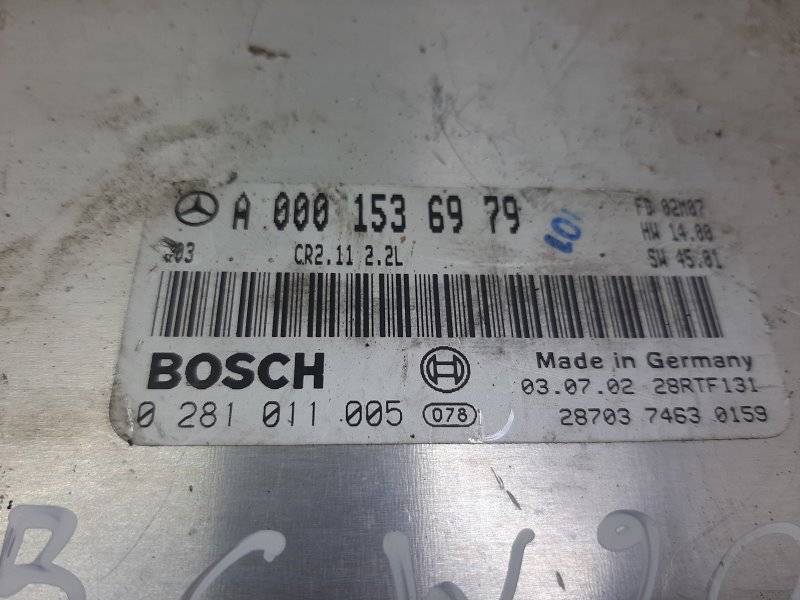 A 000 153 69 79
FD 02M07
HW 14.00
CR2.11 2.2L
SW 45.01
BOSCH
Made in Germany
03.07.02 28RTF131
0 281 011 005 078
28703 7463 0159